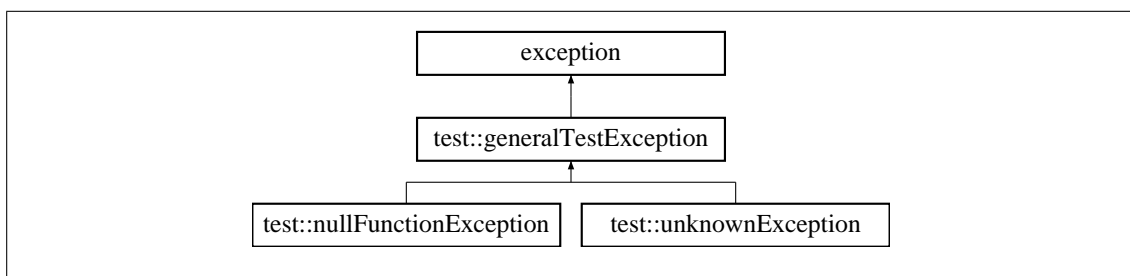 exception
test::generalTestException
test::nullFunctionException
test::unknownException